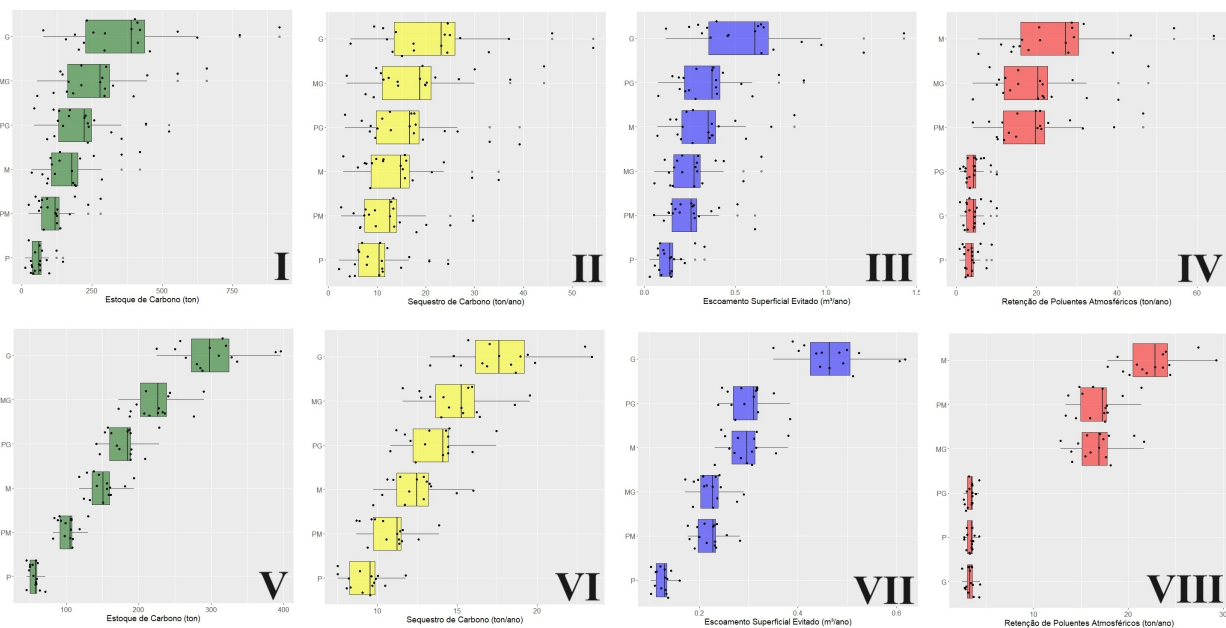 G
MG
PG
M
PM
P
0
250
500
750
Estoque de Carbono (ton)
I
G
MG
PG
M
PM
P
0
10
20
30
40
50
Sequestro de Carbono (ton/ano)
II
G
PG
M
MG
PM
P
0.0
0.5
1.0
1.5
Escoamento Superficial Evitado (m³/ano)
III
M
MG
PM
PG
G
P
0
20
40
60
Retenção de Poluentes Atmosféricos (ton/ano)
IV
G
MG
PG
M
PM
P
100
200
300
400
Estoque de Carbono (ton)
V
G
MG
PG
M
PM
P
10
15
20
Sequestro de Carbono (ton/ano)
VI
G
PG
M
MG
PM
P
0.2
0.4
0.6
Escoamento Superficial Evitado (m³/ano)
VII
M
PM
MG
PG
P
G
10
20
30
Retenção de Poluentes Atmosféricos (ton/ano)
VIII